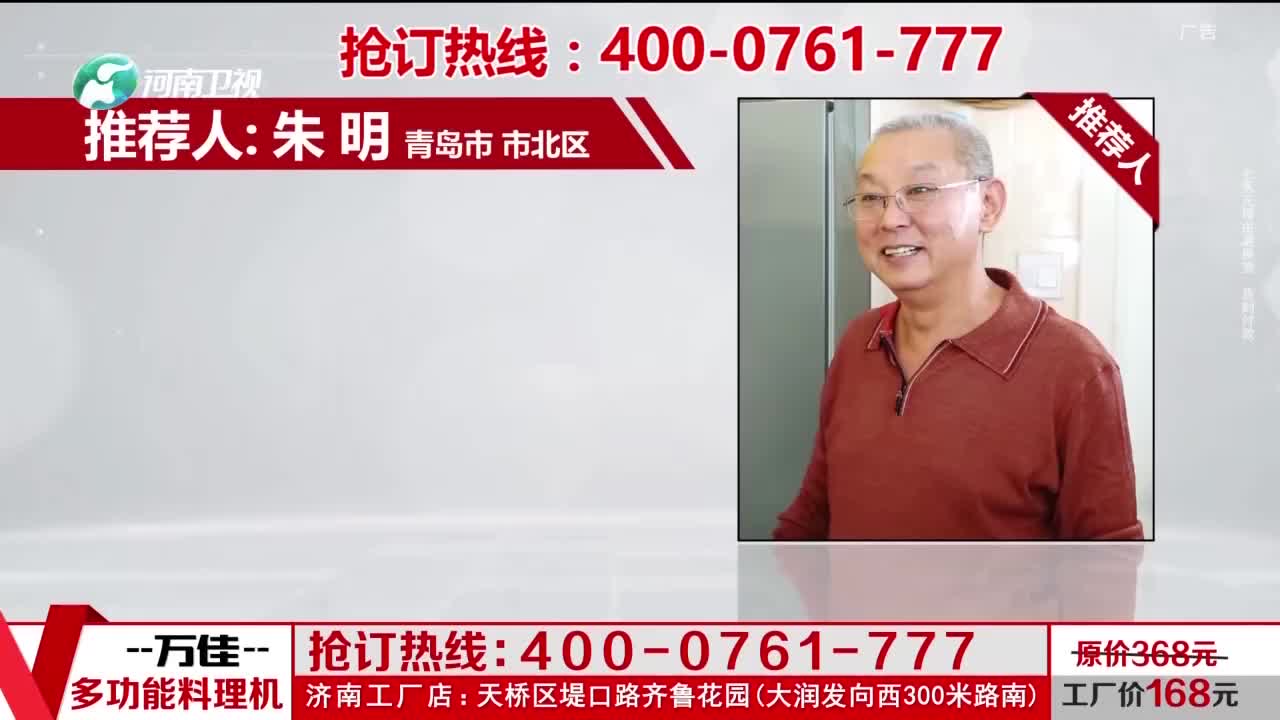 抢订热线：400-0761-777
广告
河南卫视
推荐人: 朱 明 青岛市 市北区
推荐人
--万佳--
多功能料理机
抢订热线：400-0761-777
济南工厂店：天桥区堤口路齐鲁花园(大润发向西300米路南)
原价368元
工厂价168元